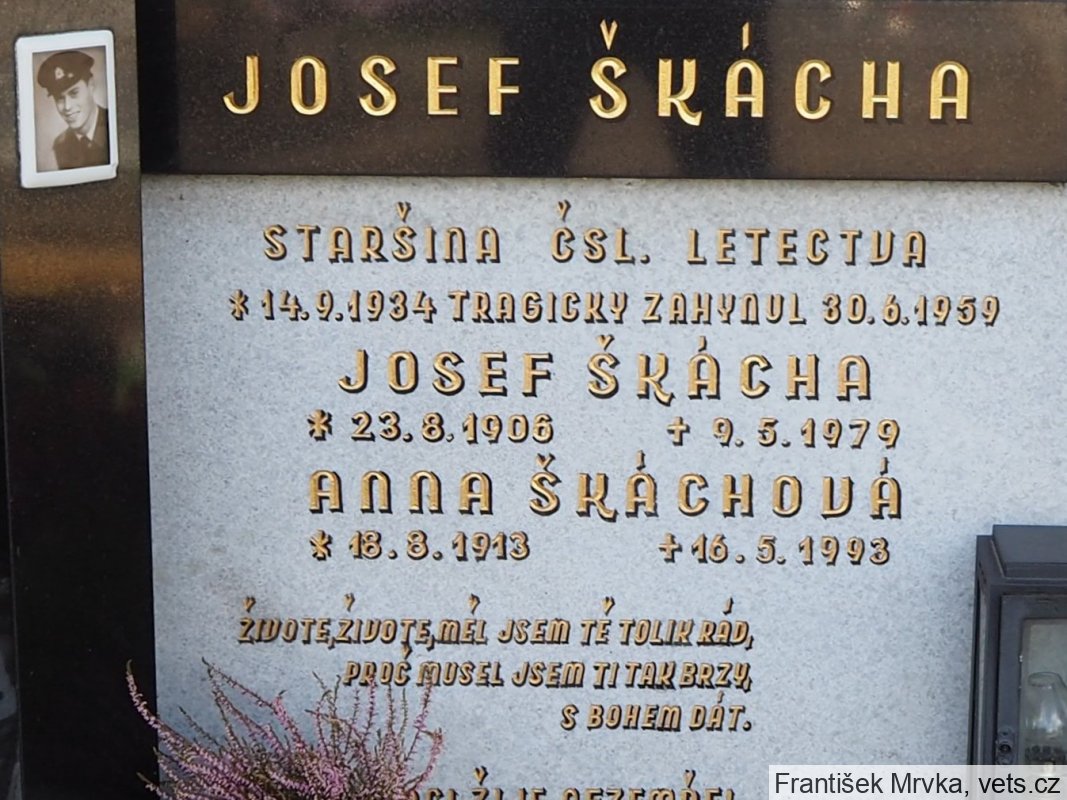 JOSEF ŠKÁCHA
STARŠINA ČSL. LETECTVA
* 14.9.1934 TRAGICKY ZAHYNUL 30.6.1959
JOSEF ŠKÁCHA
* 23.8.1906 + 9.5.1979
ANNA ŠKÁCHOVÁ
* 18.8.1913 + 16.5.1993
ŽIVOTE, ŽIVOTE, MĚL JSEM TĚ TOLIK RÁD,
PROČ MUSEL JSEM TI TAK BRZY,
S BOHEM DÁT.
František Mrvka, vets.cz